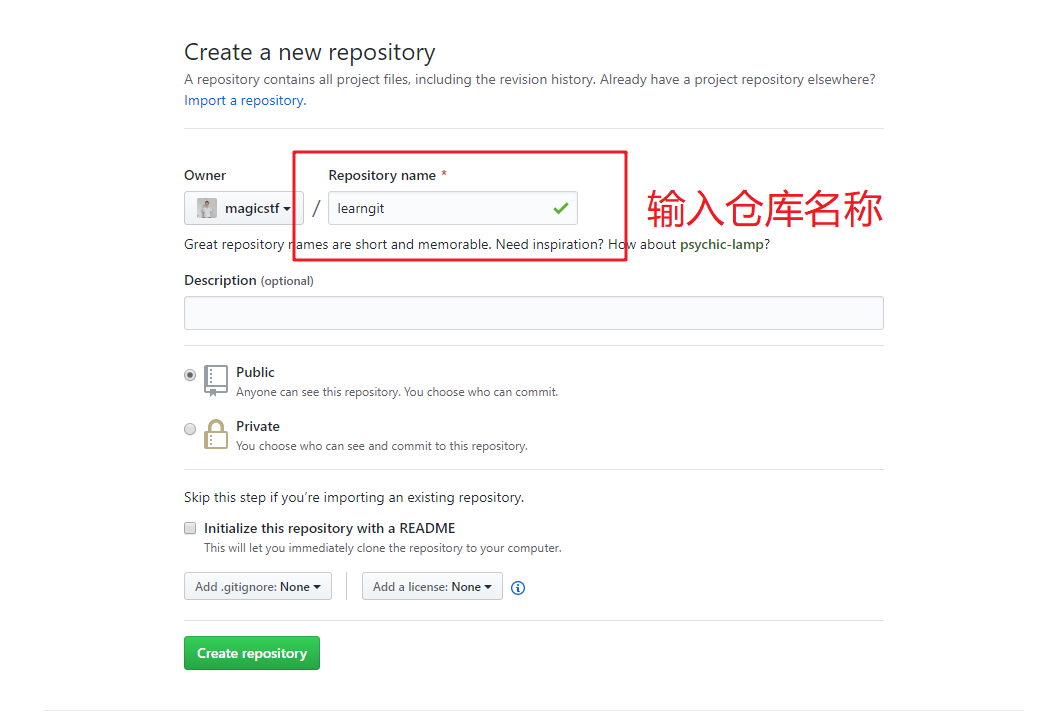 Create a new repository
A repository contains all project files, including the revision history. Already have a project repository elsewhere?
Import a repository.
Owner
Repository name *
magicstf
/
learngit
输入仓库名称
Great repository names are short and memorable. Need inspiration? How about psychic-lamp?
Description (optional)
Public
Anyone can see this repository. You choose who can commit.
Private
You choose who can see and commit to this repository.
Skip this step if you’re importing an existing repository.
Initialize this repository with a README
This will let you immediately clone the repository to your computer.
Add .gitignore: None
Add a license: None
Create repository